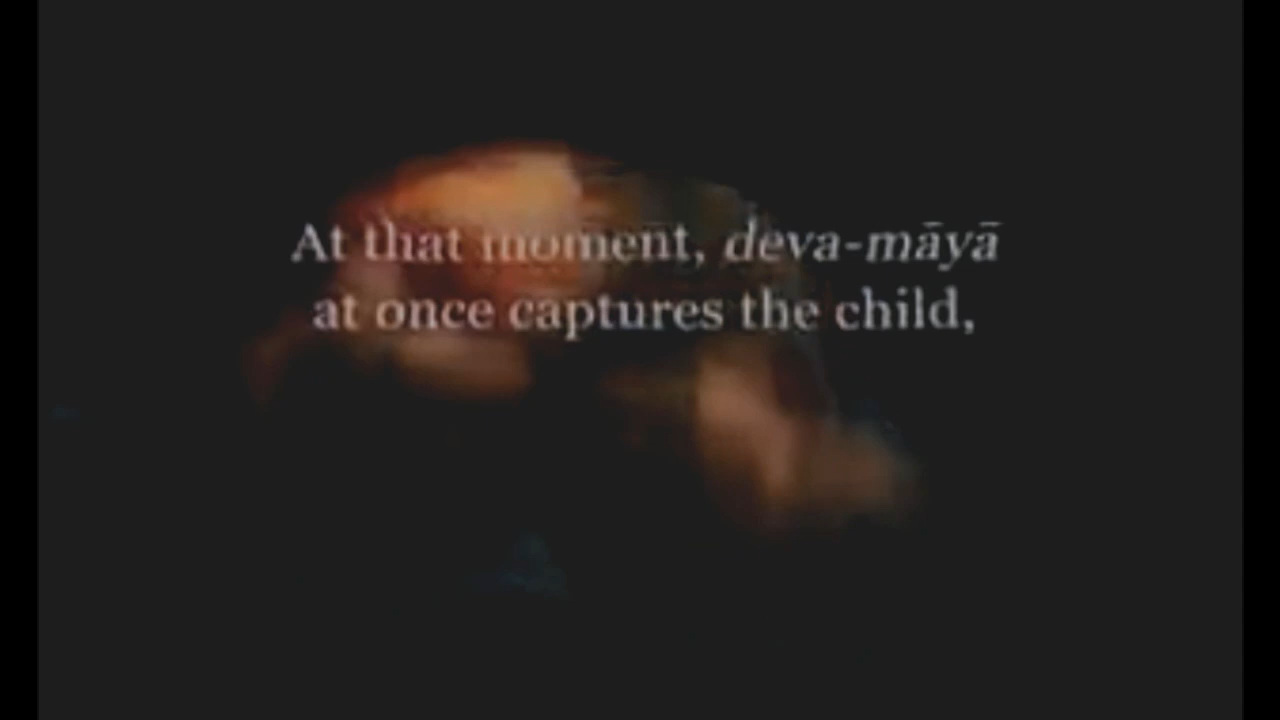 At that moment, deva-māyā
at once captures the child,